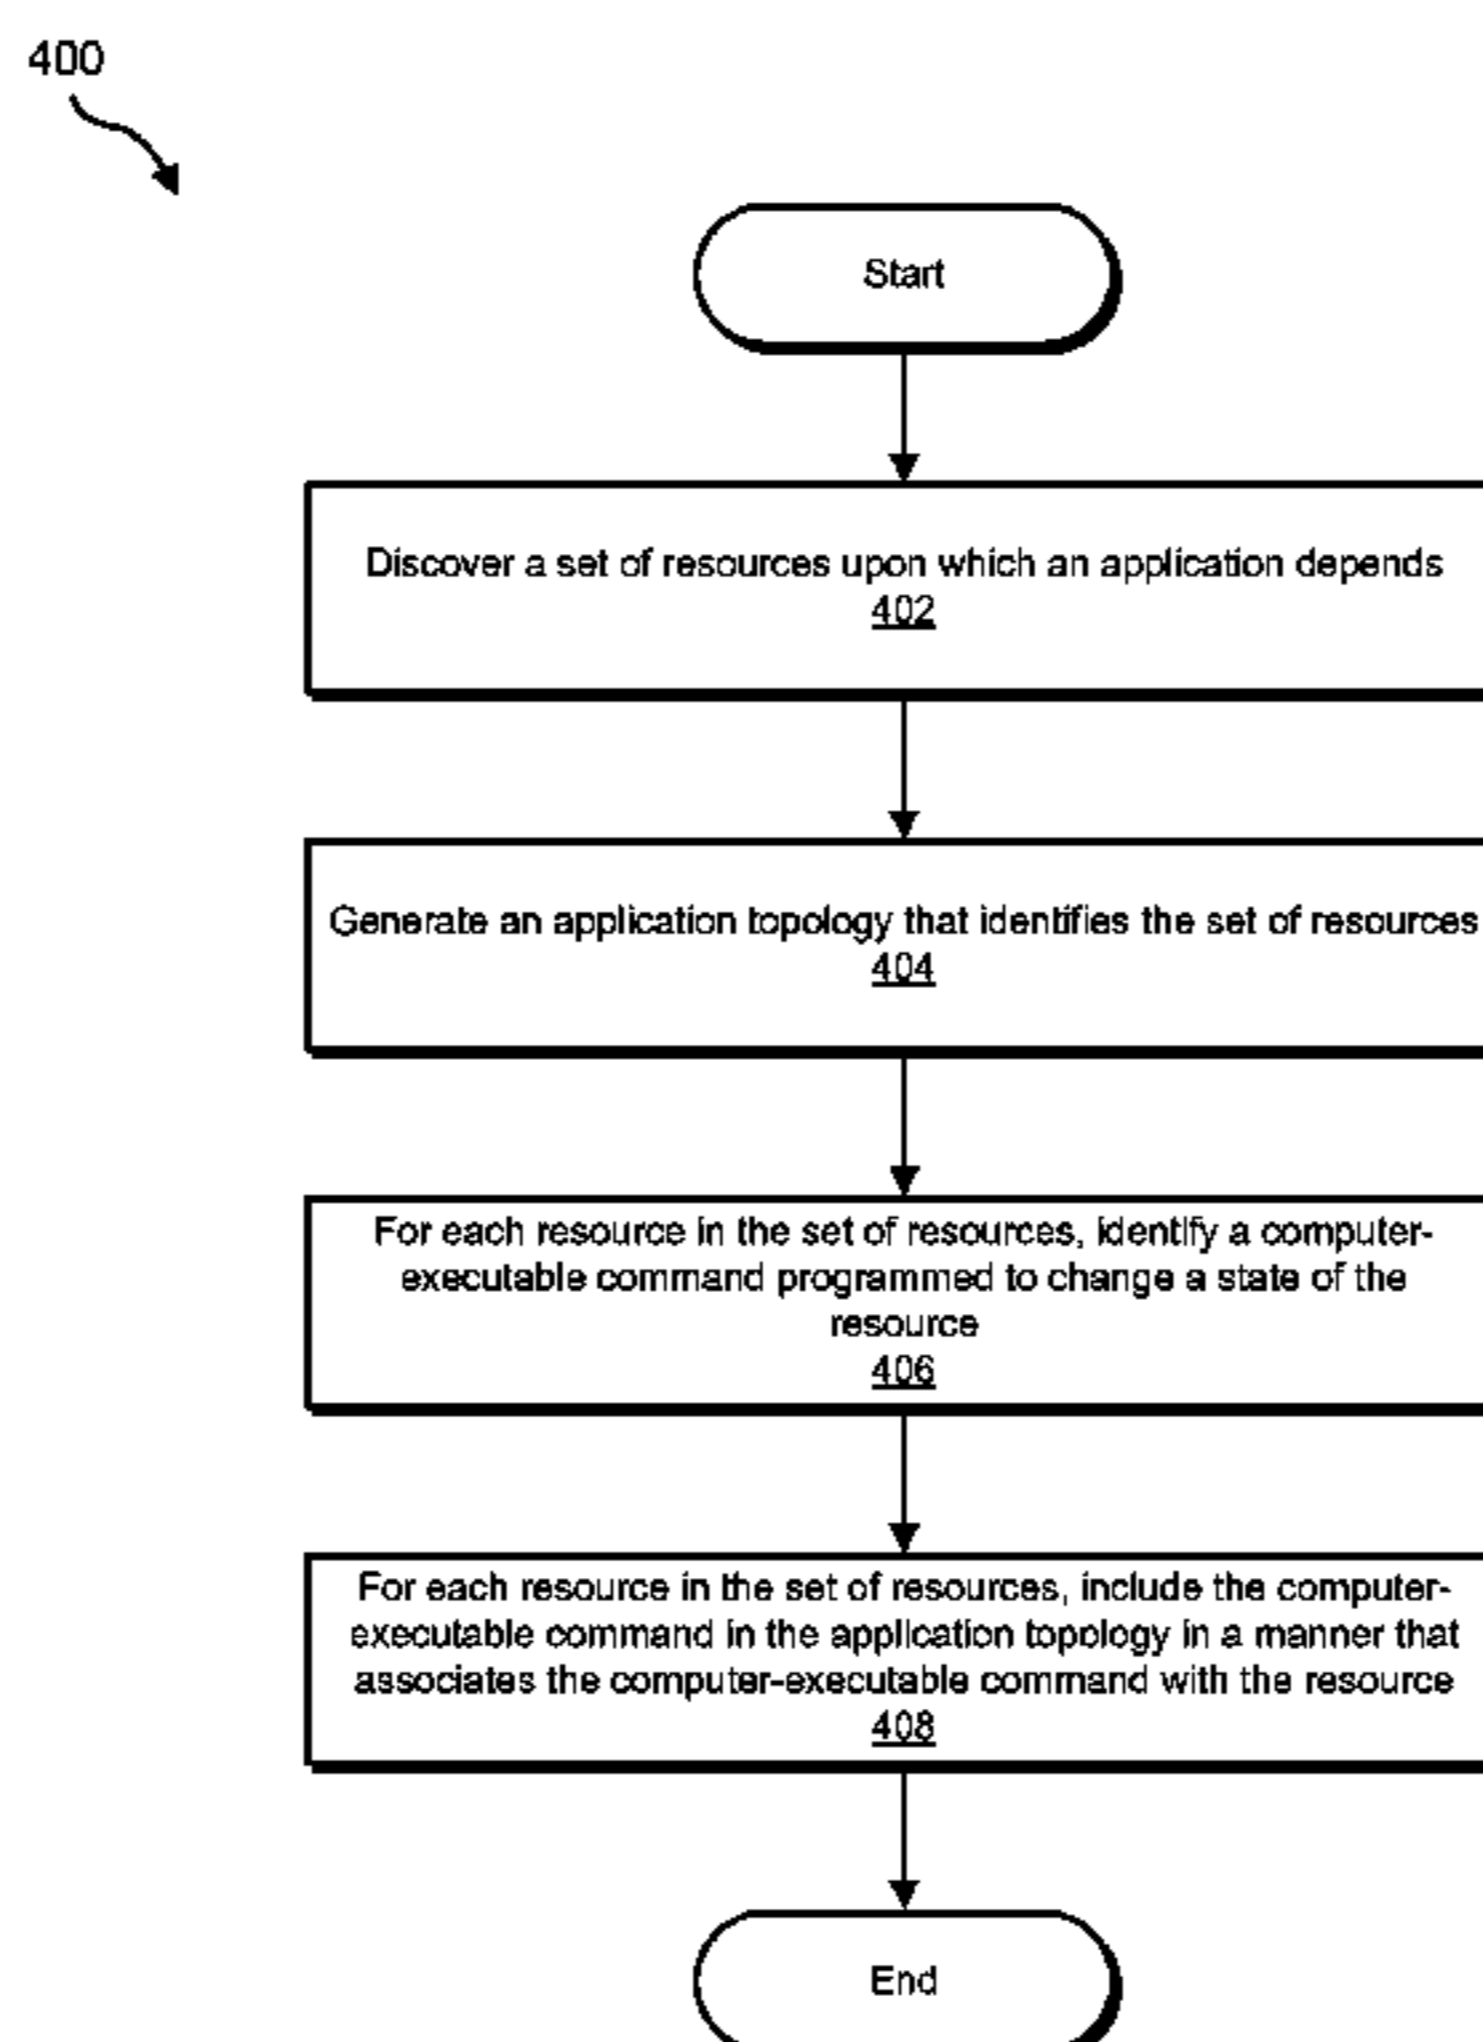 400
Start
Discover a set of resources upon which an application depends
402
Generate an application topology that identifies the set of resources
404
For each resource in the set of resources, identify a computer-
executable command programmed to change a state of the
resource
406
For each resource in the set of resources, include the computer-
executable command in the application topology in a manner that
associates the computer-executable command with the resource
408
End